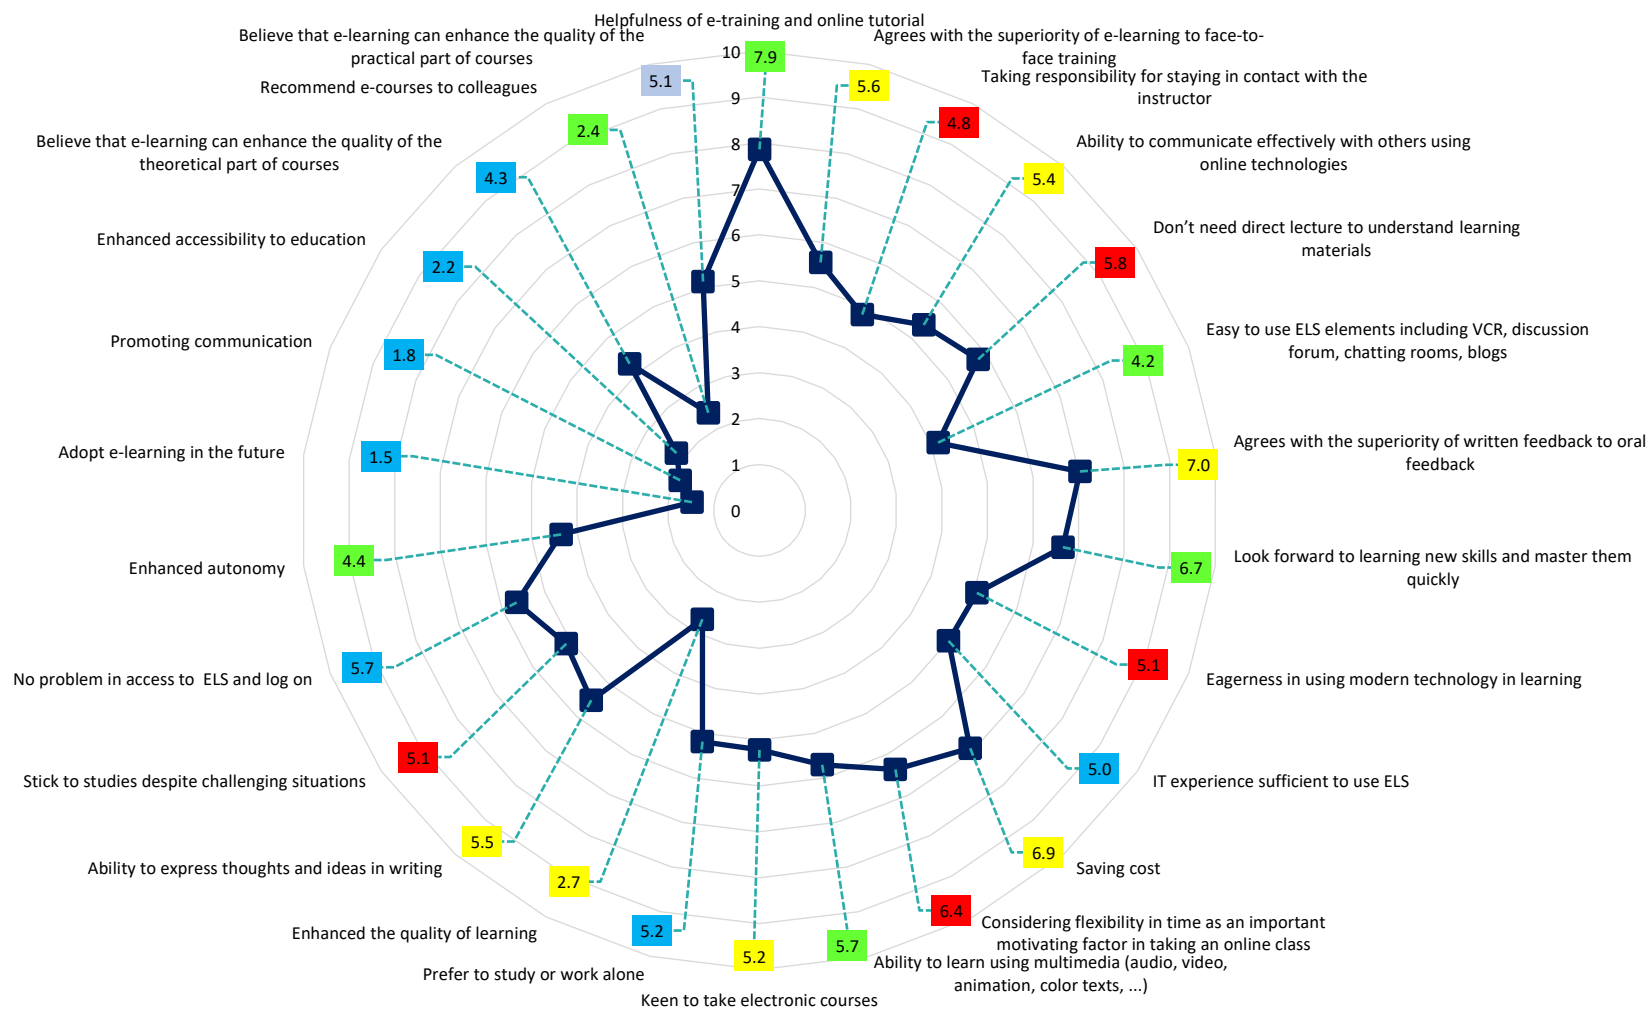 Helpfulness of e-training and online tutorial
7.9
Agrees with the superiority of e-learning to face-to-
face training
5.6
Taking responsibility for staying in contact with the
instructor
4.8
Ability to communicate effectively with others using
online technologies
5.4
Don’t need direct lecture to understand learning
materials
5.8
Easy to use ELS elements including VCR, discussion
forum, chatting rooms, blogs
4.2
Agrees with the superiority of written feedback to oral
feedback
7.0
Look forward to learning new skills and master them
quickly
6.7
Eagerness in using modern technology in learning
5.1
IT experience sufficient to use ELS
5.0
Saving cost
6.9
Considering flexibility in time as an important
motivating factor in taking an online class
6.4
Ability to learn using multimedia (audio, video,
animation, color texts, ...)
5.7
Keen to take electronic courses
5.2
Prefer to study or work alone
5.2
Enhanced the quality of learning
2.7
Ability to express thoughts and ideas in writing
5.5
Stick to studies despite challenging situations
5.1
No problem in access to  ELS and log on
5.7
Enhanced autonomy
4.4
Adopt e-learning in the future
1.5
Promoting communication
1.8
Enhanced accessibility to education
2.2
Believe that e-learning can enhance the quality of the
theoretical part of courses
4.3
Recommend e-courses to colleagues
2.4
Believe that e-learning can enhance the quality of the
practical part of courses
5.1
10
9
8
7
6
5
4
3
2
1
0